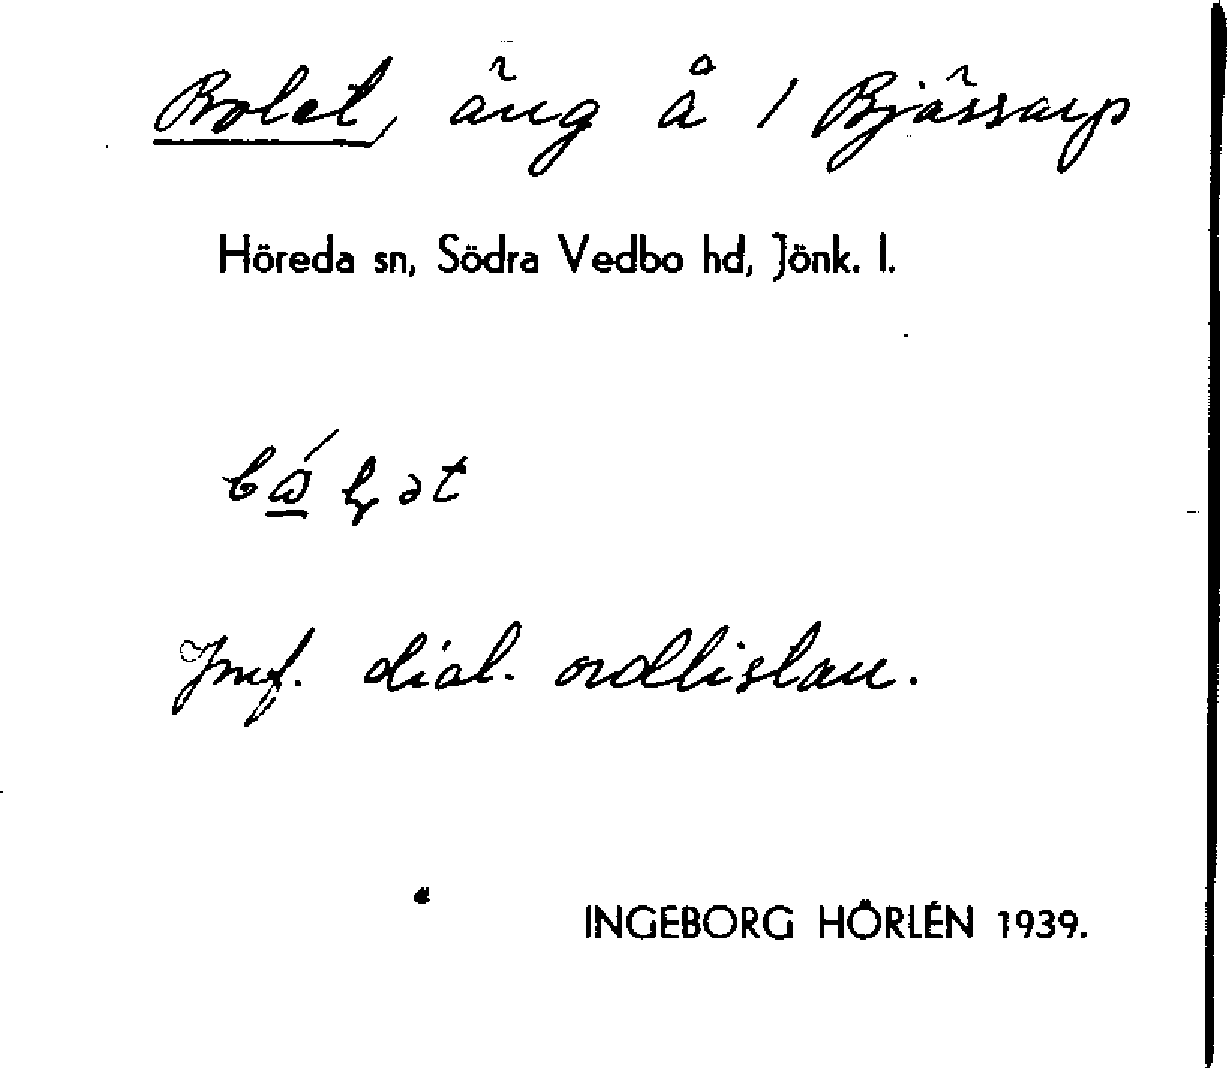 Bolet, äng å 1 Bjässarp
Höreda sn, Södra Vedbo hd, Jönk. l.
Jmf. dial. ordlistan.
INGEBORG HÖRLÉN 1939.